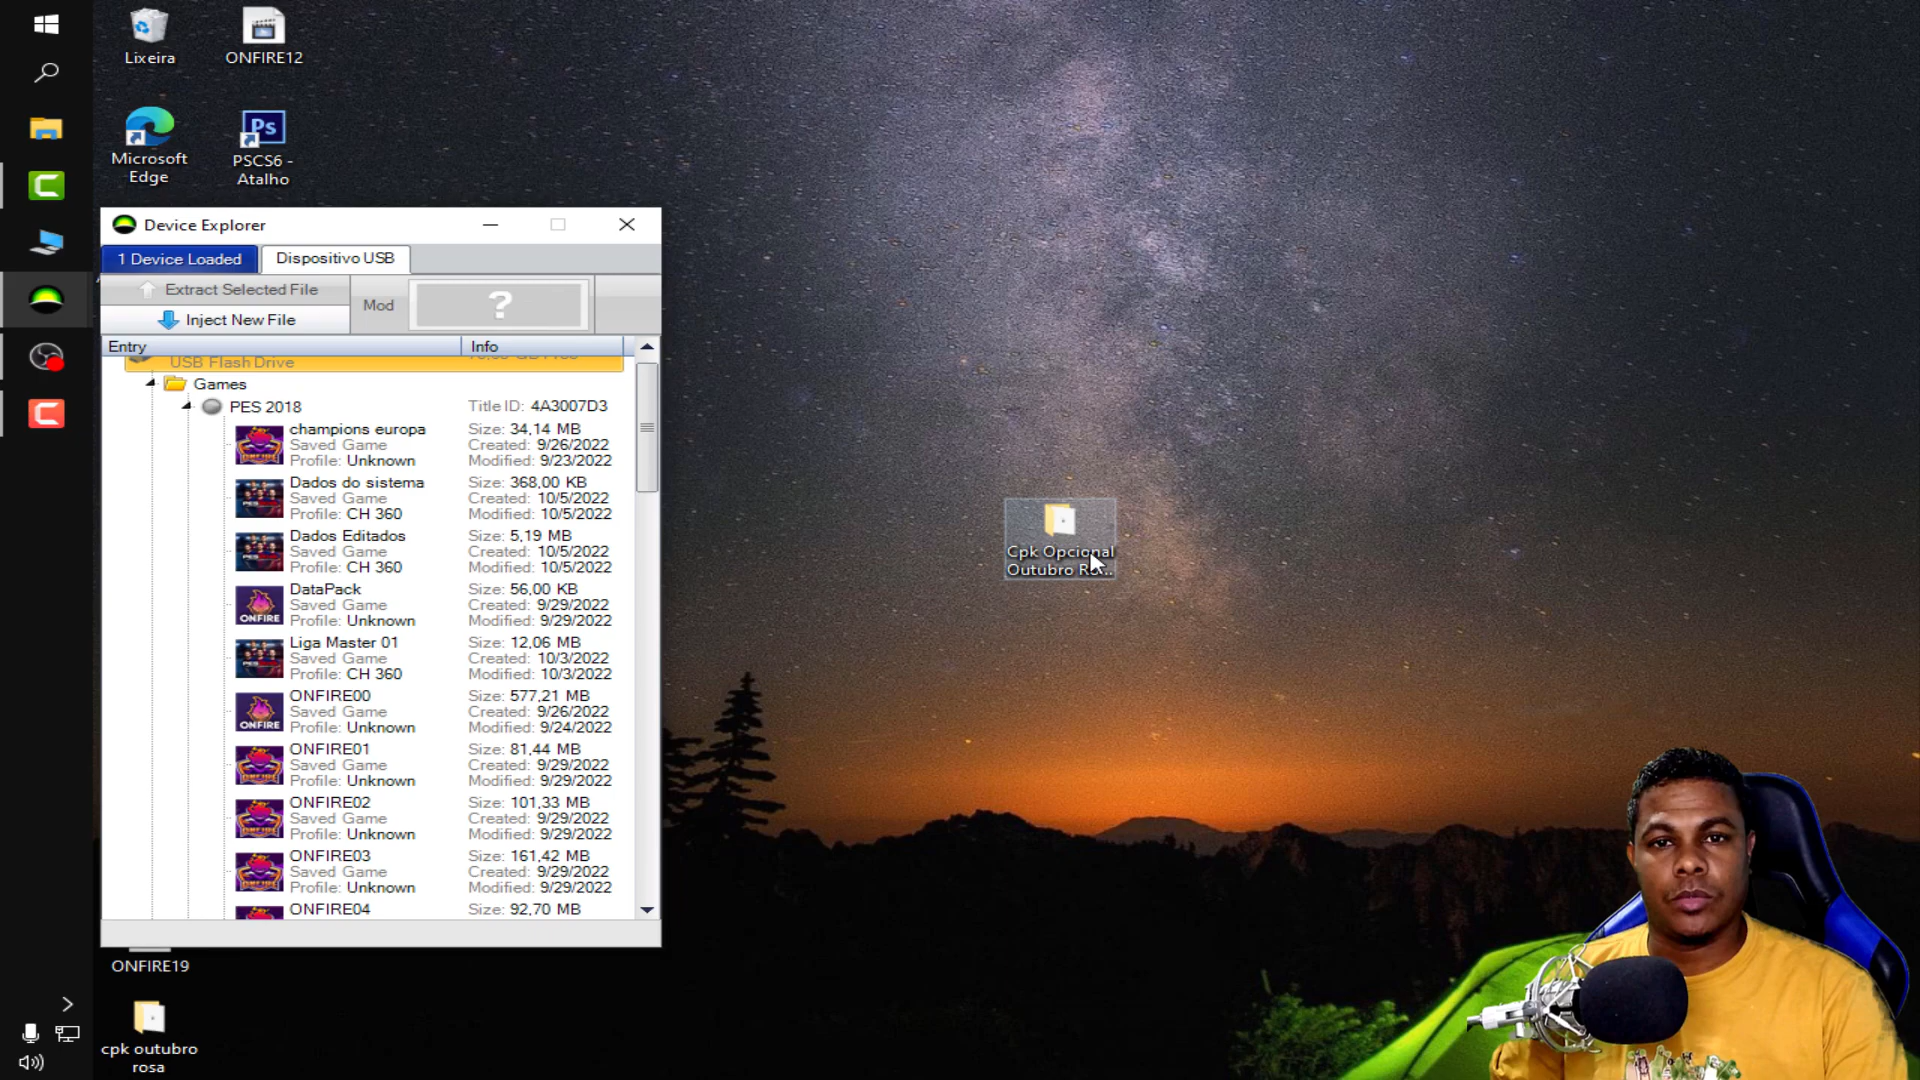 Lixeira
ONFIRE12
Microsoft
Edge
Ps
PSCS6 -
Atalho
Device Explorer
1 Device Loaded
Dispositivo USB
Extract Selected File
Inject New File
Mod
?
Entry
Info
USB Flash Drive
Games
PES 2018
Title ID: 4A3007D3
champions europa
Saved Game
Profile: Unknown
Size: 34,14 MB
Created: 9/26/2022
Modified: 9/23/2022
Dados do sistema
Saved Game
Profile: CH 360
Size: 368,00 KB
Created: 10/5/2022
Modified: 10/5/2022
Dados Editados
Saved Game
Profile: CH 360
Size: 5,19 MB
Created: 10/5/2022
Modified: 10/5/2022
ONFIRE
DataPack
Saved Game
Profile: Unknown
Size: 56,00 KB
Created: 9/29/2022
Modified: 9/29/2022
Liga Master 01
Saved Game
Profile: CH 360
Size: 12,06 MB
Created: 10/3/2022
Modified: 10/3/2022
ONFIRE
ONFIRE00
Saved Game
Profile: Unknown
Size: 577,21 MB
Created: 9/26/2022
Modified: 9/24/2022
ONFIRE01
Saved Game
Profile: Unknown
Size: 81,44 MB
Created: 9/29/2022
Modified: 9/29/2022
ONFIRE02
Saved Game
Profile: Unknown
Size: 101,33 MB
Created: 9/29/2022
Modified: 9/29/2022
ONFIRE03
Saved Game
Profile: Unknown
Size: 161,42 MB
Created: 9/29/2022
Modified: 9/29/2022
ONFIRE04
Size: 92,70 MB
Cpk Opcional
Outubro
ONFIRE19
cpk outubro
rosa